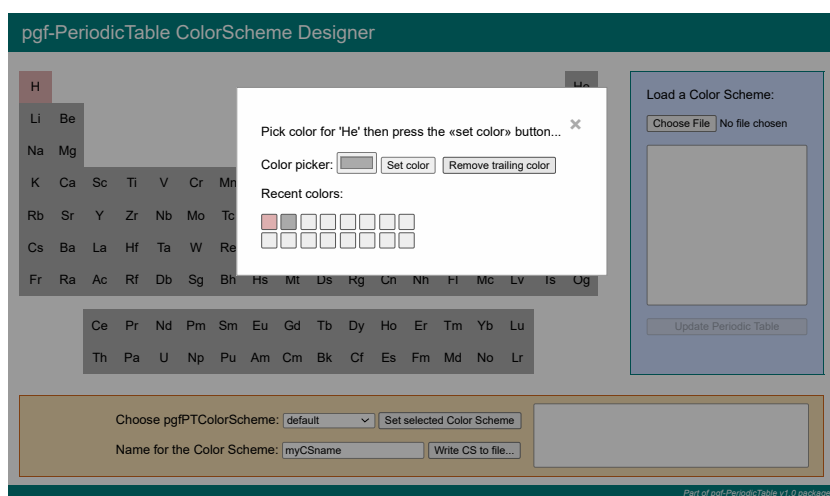 pgf-PeriodicTable ColorScheme Designer
H He
Li Be
Na Mg
K Ca Sc Ti V Cr Mn
Rb Sr Y Zr Nb Mo Tc
Cs Ba La Hf Ta W Re
Fr Ra Ac Rf Db Sg Bh Hs Mt Ds Rg Cn Nh Fl Mc Lv Ts Og
Ce Pr Nd Pm Sm Eu Gd Tb Dy Ho Er Tm Yb Lu
Th Pa U Np Pu Am Cm Bk Cf Es Fm Md No Lr
Pick color for 'He' then press the «set color» button... ×
Color picker: Set color Remove trailing color
Recent colors:
Load a Color Scheme:
Choose File No file chosen
Update Periodic Table
Choose pgfPTColorScheme: default Set selected Color Scheme
Name for the Color Scheme: myCSname Write CS to file...
Part of pgf-PeriodicTable v1.0 package